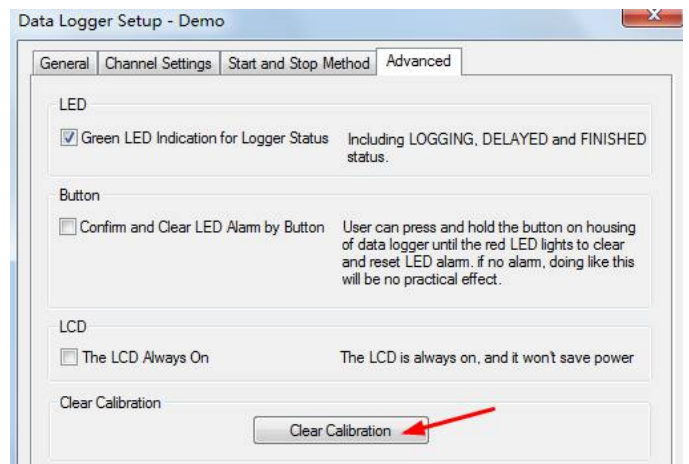 Data Logger Setup - Demo
General Channel Settings Start and Stop Method Advanced
LED
Green LED Indication for Logger Status Including LOGGING, DELAYED and FINISHED
status.
Button
Confirm and Clear LED Alarm by Button User can press and hold the button on housing
of data logger until the red LED lights to clear
and reset LED alarm. if no alarm, doing like this
will be no practical effect.
LCD
The LCD Always On The LCD is always on, and it won't save power
Clear Calibration
Clear Calibration